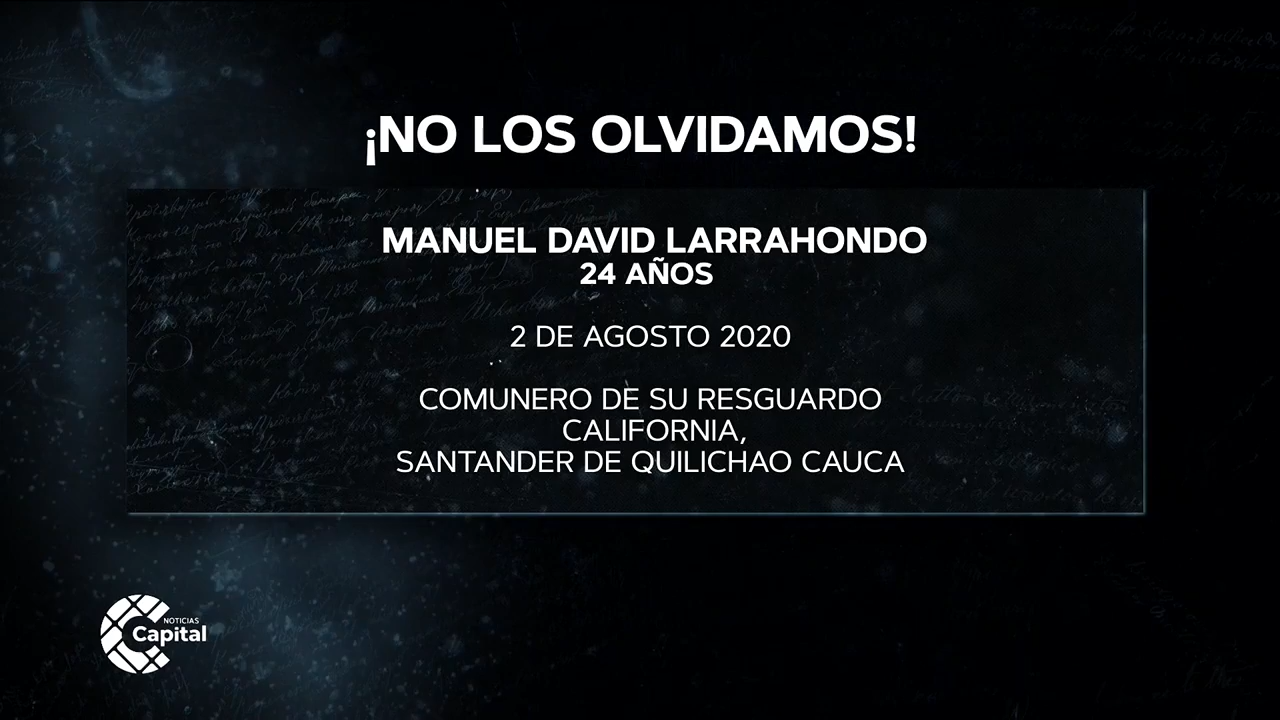 ¡NO LOS OLVIDAMOS!
MANUEL DAVID LARRAHONDO
24 AÑOS
2 DE AGOSTO 2020
COMUNERO DE SU RESGUARDO
CALIFORNIA,
SANTANDER DE QUILICHAO CAUCA
NOTICIAS
Capital